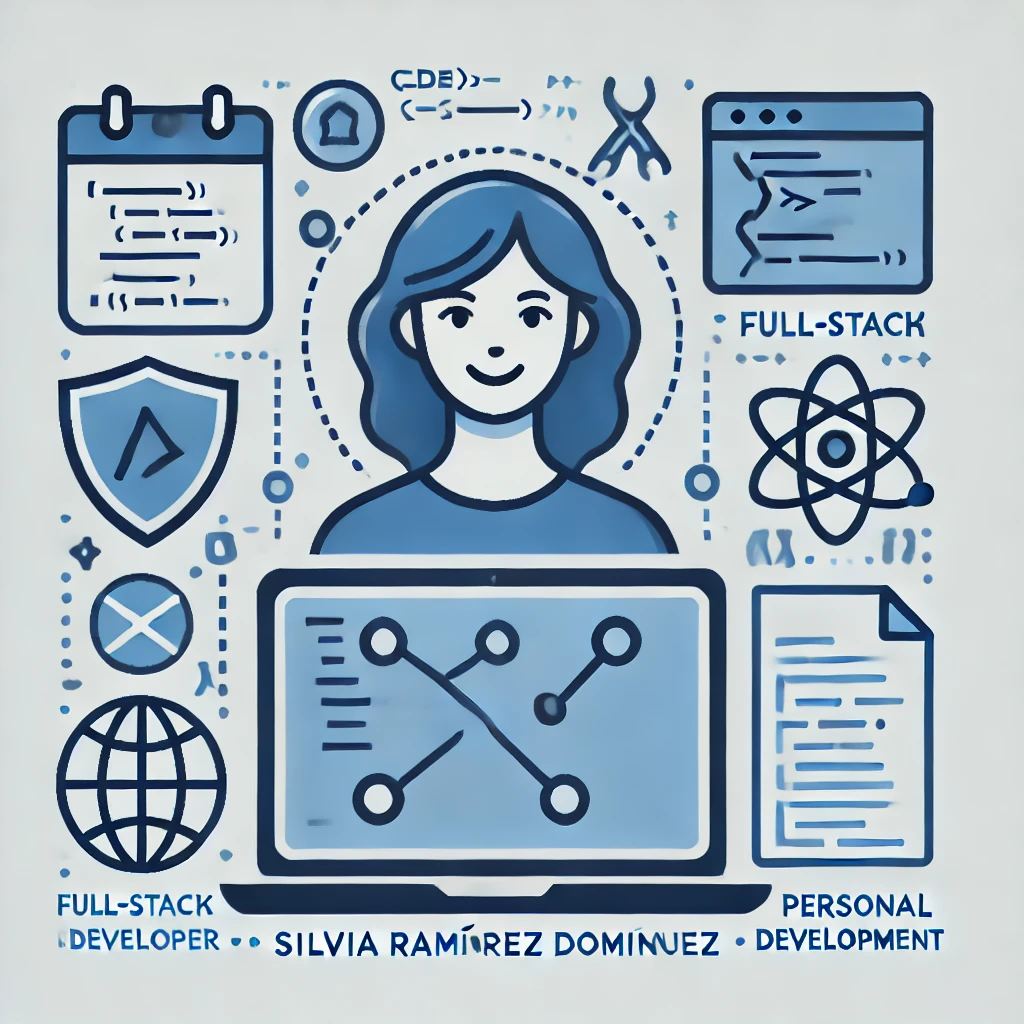 FULL-STACK
FULL-STACK
DEVELOPER
SILVIA RAMÍREZ DOMÍNUEZ
PERSONAL
DEVELOPMENT